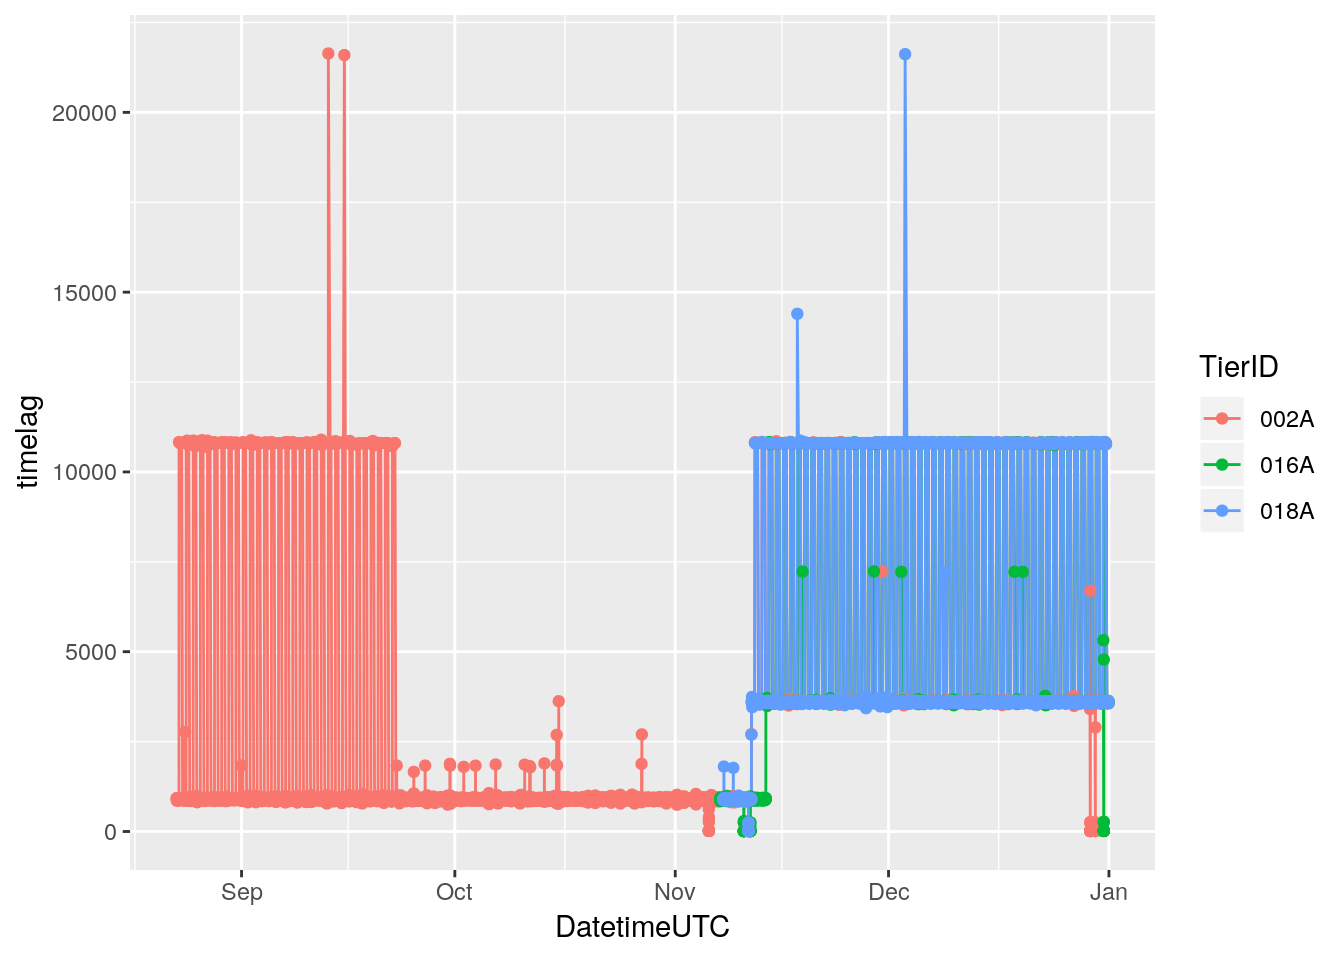 20000
15000
10000
5000
0
timelag
Sep Oct Nov Dec Jan
DatetimeUTC
TierID
002A
016A
018A